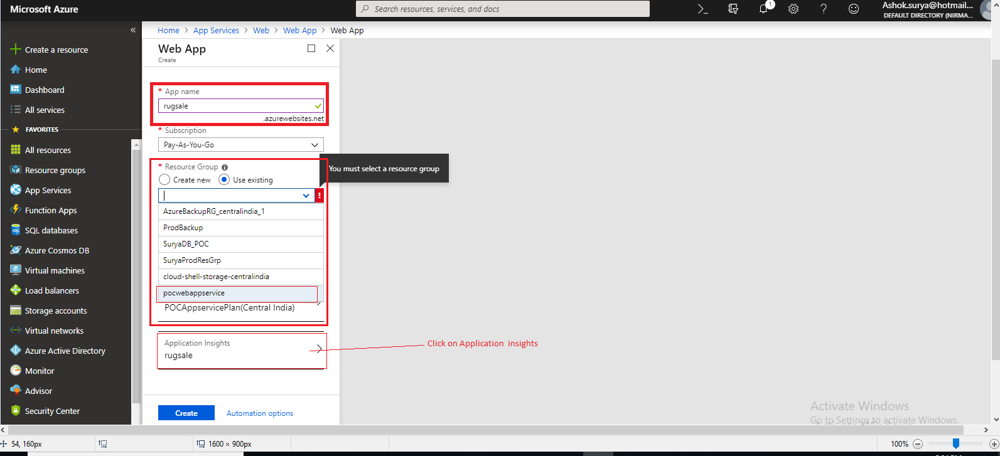 Microsoft Azure
Search resources, services, and docs
1
Ashok.surya@hotmail...
DEFAULT DIRECTORY (NIRMA...
Home > App Services > Web > Web App > Web App
Create a resource
Home
Dashboard
All services
FAVORITES
All resources
Resource groups
App Services
Function Apps
SQL databases
Azure Cosmos DB
Virtual machines
Load balancers
Storage accounts
Virtual networks
Azure Active Directory
Monitor
Advisor
Security Center
Web App
Create
* App name
rugsale
.azurewebsites.net
* Subscription
Pay-As-You-Go
* Resource Group
Create new Use existing
You must select a resource group
AzureBackupRG_centralindia_1
ProdBackup
SuryaDB_POC
SuryaProdResGrp
cloud-shell-storage-centralindia
pocwebappservice
POCAppservicePlan(Central India)
Application Insights
rugsale
Click on Application insights
Create Automation options
Activate Windows
Go to Settings to activate Windows.
54, 160px
1600 × 900px
100%